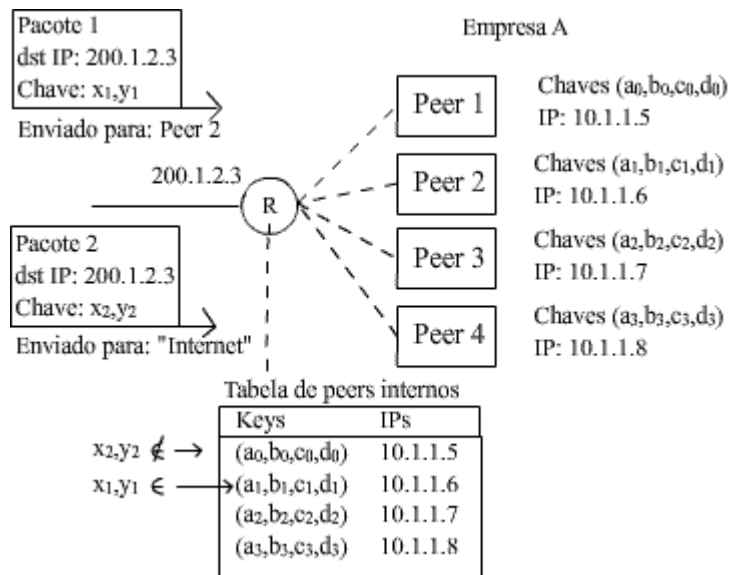 Pacote 1
dst IP: 200.1.2.3
Chave: x₁,y₁
Enviado para: Peer 2
Empresa A
Peer 1
Chaves (a₀,b₀,c₀,d₀)
IP: 10.1.1.5
200.1.2.3
R
Peer 2
Chaves (a₁,b₁,c₁,d₁)
IP: 10.1.1.6
Pacote 2
dst IP: 200.1.2.3
Chave: x₂,y₂
Enviado para: "Internet"
Peer 3
Chaves (a₂,b₂,c₂,d₂)
IP: 10.1.1.7
Peer 4
Chaves (a₃,b₃,c₃,d₃)
IP: 10.1.1.8
Tabela de peers internos
Keys IPs
x₂,y₂ ∉ → (a₀,b₀,c₀,d₀) 10.1.1.5
x₁,y₁ ∈ → (a₁,b₁,c₁,d₁) 10.1.1.6
(a₂,b₂,c₂,d₂) 10.1.1.7
(a₃,b₃,c₃,d₃) 10.1.1.8